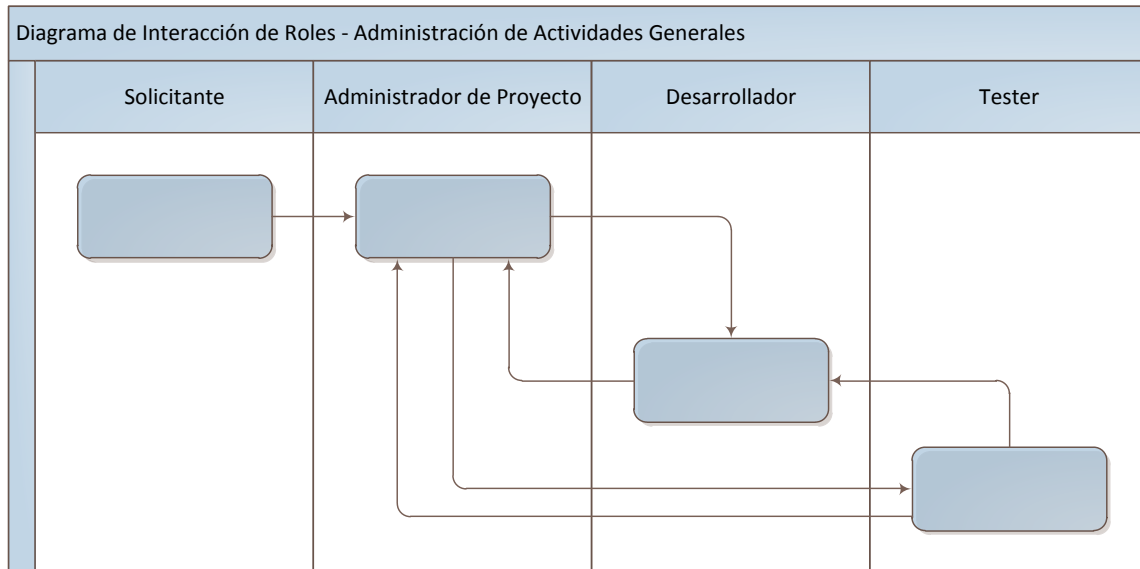 Diagrama de Interacción de Roles - Administración de Actividades Generales
Solicitante
Administrador de Proyecto
Desarrollador
Tester